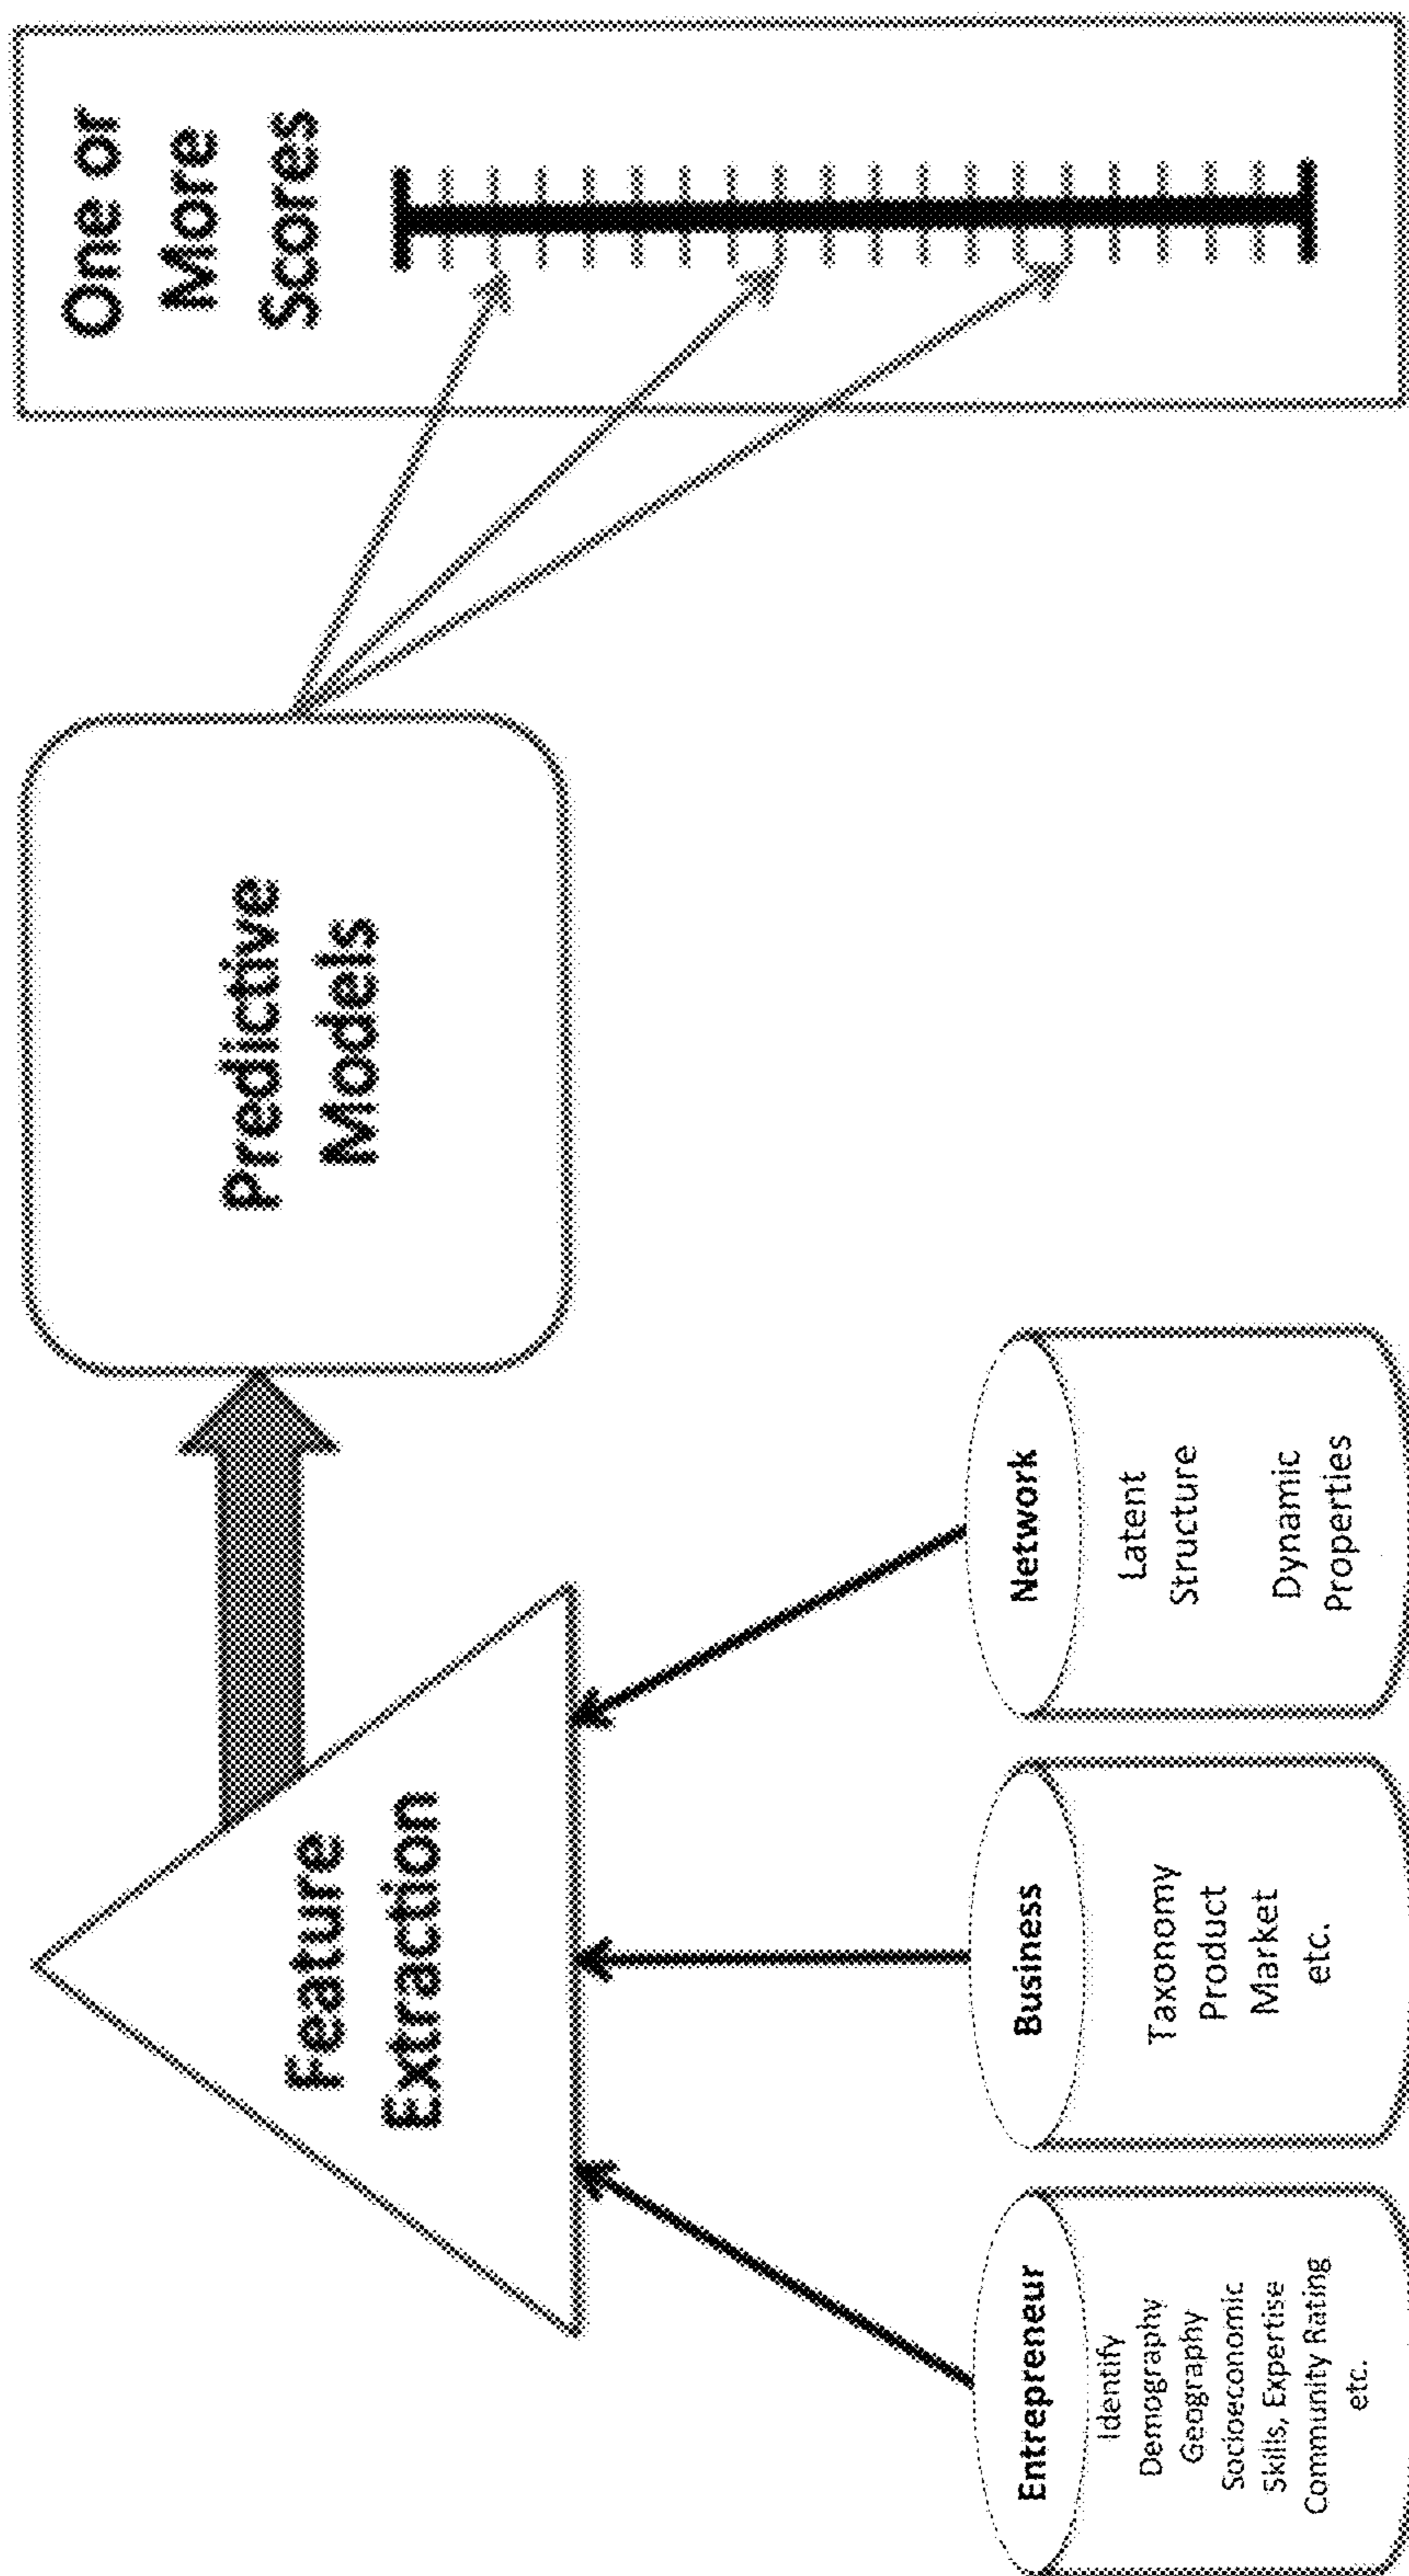 Feature
Extraction
Predictive
Models
One or
More
Scores
Entrepreneur
Identify
Demography
Geography
Socioeconomic
Skills, Expertise
Community Rating
etc.
Business
Taxonomy
Product
Market
etc.
Network
Latent
Structure
Dynamic
Properties